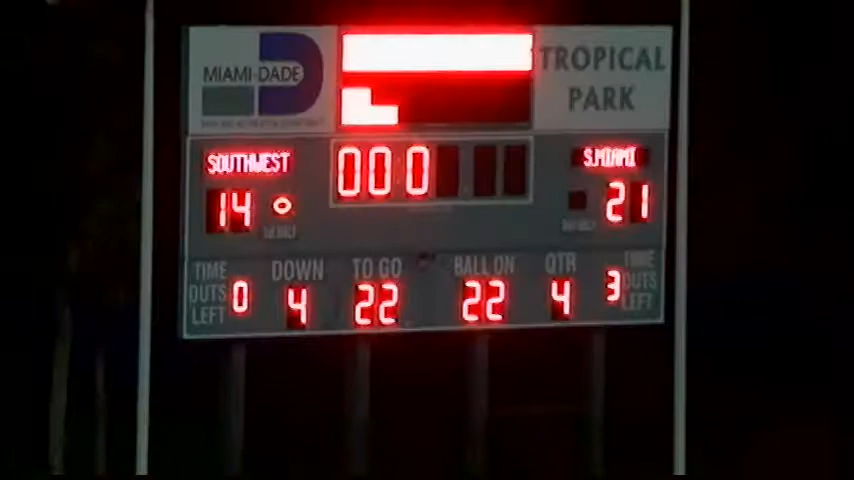 MIAMI-DADE
TROPICAL
PARK
SOUTHWEST
000
S.MIAMI
14
21
TIME
OUTS
LEFT
0
DOWN
4
TO GO
22
BALL ON
22
QTR
4
3
TIME
OUTS
LEFT